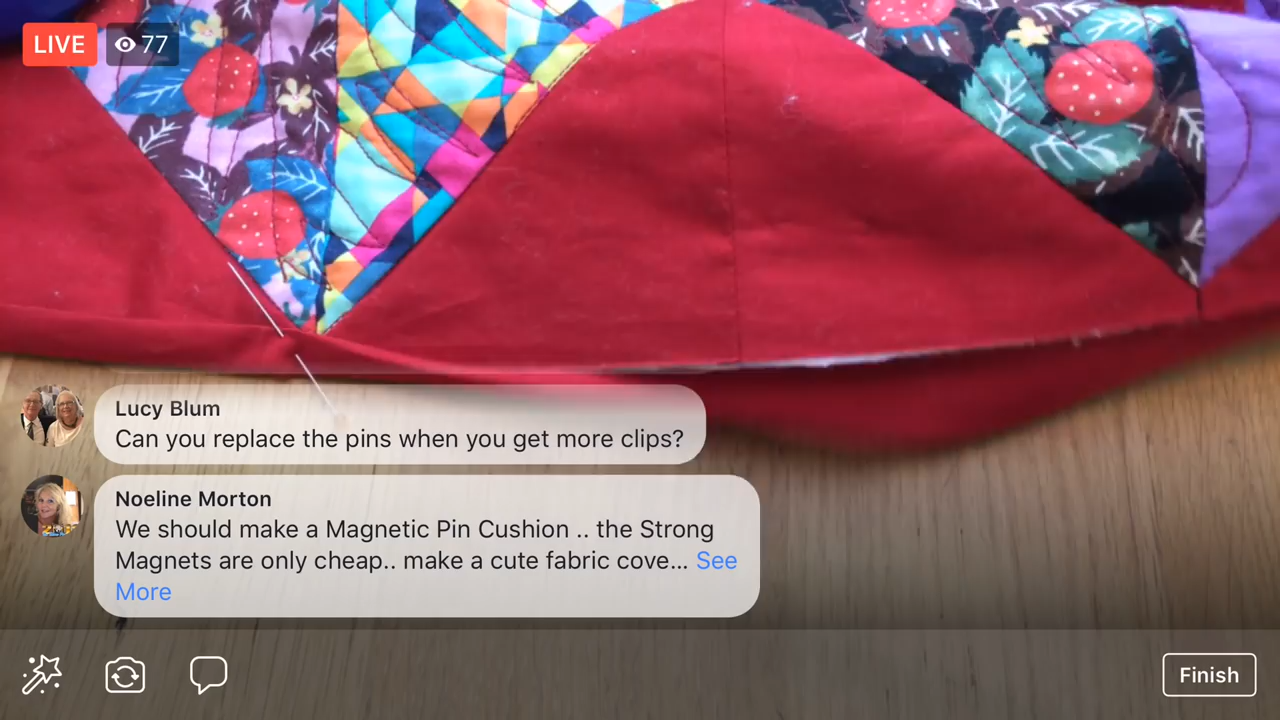 LIVE 77
Lucy Blum
Can you replace the pins when you get more clips?
Noeline Morton
We should make a Magnetic Pin Cushion .. the Strong
Magnets are only cheap.. make a cute fabric cove... See
More
Finish